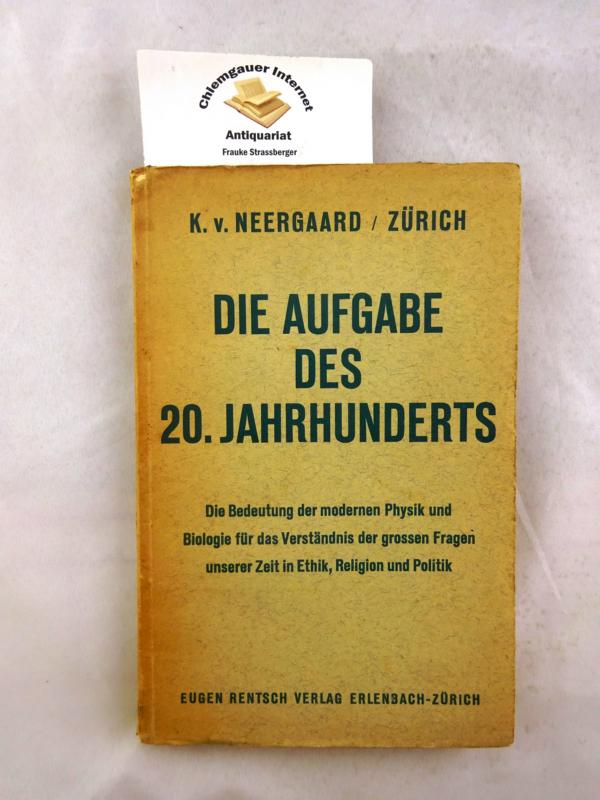 Chiemgauer Internet
Antiquariat
Frauke Strassberger
K. v. NEERGAARD / ZÜRICH
DIE AUFGABE
DES
20. JAHRHUNDERTS
Die Bedeutung der modernen Physik und
Biologie für das Verständnis der grossen Fragen
unserer Zeit in Ethik, Religion und Politik
EUGEN RENTSCH VERLAG ERLENBACH-ZÜRICH